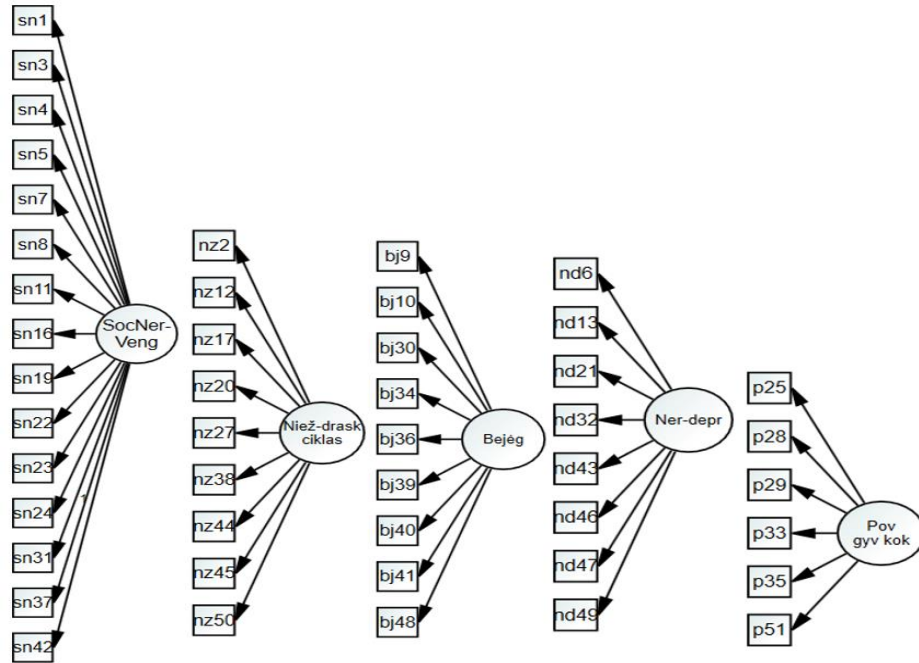 sn1
sn3
sn4
sn5
sn7
sn8
sn11
sn16
sn19
sn22
sn23
sn24
sn31
sn37
sn42
SocNer-
Veng
1
nz2
nz12
nz17
nz20
nz27
nz38
nz44
nz45
nz50
Niež-drask
ciklas
bj9
bj10
bj30
bj34
bj36
bj39
bj40
bj41
bj48
Bejėg
nd6
nd13
nd21
nd32
nd43
nd46
nd47
nd49
Ner-depr
p25
p28
p29
p33
p35
p51
Pov
gyv kok